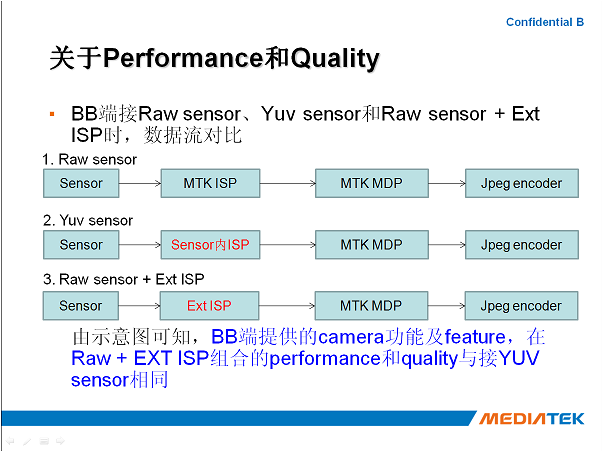 Confidential B
关于Performance和Quality
BB端接Raw sensor、Yuv sensor和Raw sensor + Ext
ISP时，数据流对比
1. Raw sensor
Sensor MTK ISP MTK MDP Jpeg encoder
2. Yuv sensor
Sensor Sensor内ISP MTK MDP Jpeg encoder
3. Raw sensor + Ext ISP
Sensor Ext ISP MTK MDP Jpeg encoder
由示意图可知，BB端提供的camera功能及feature，在
Raw + EXT ISP组合的performance和quality与接YUV
sensor相同
MEDIATEK